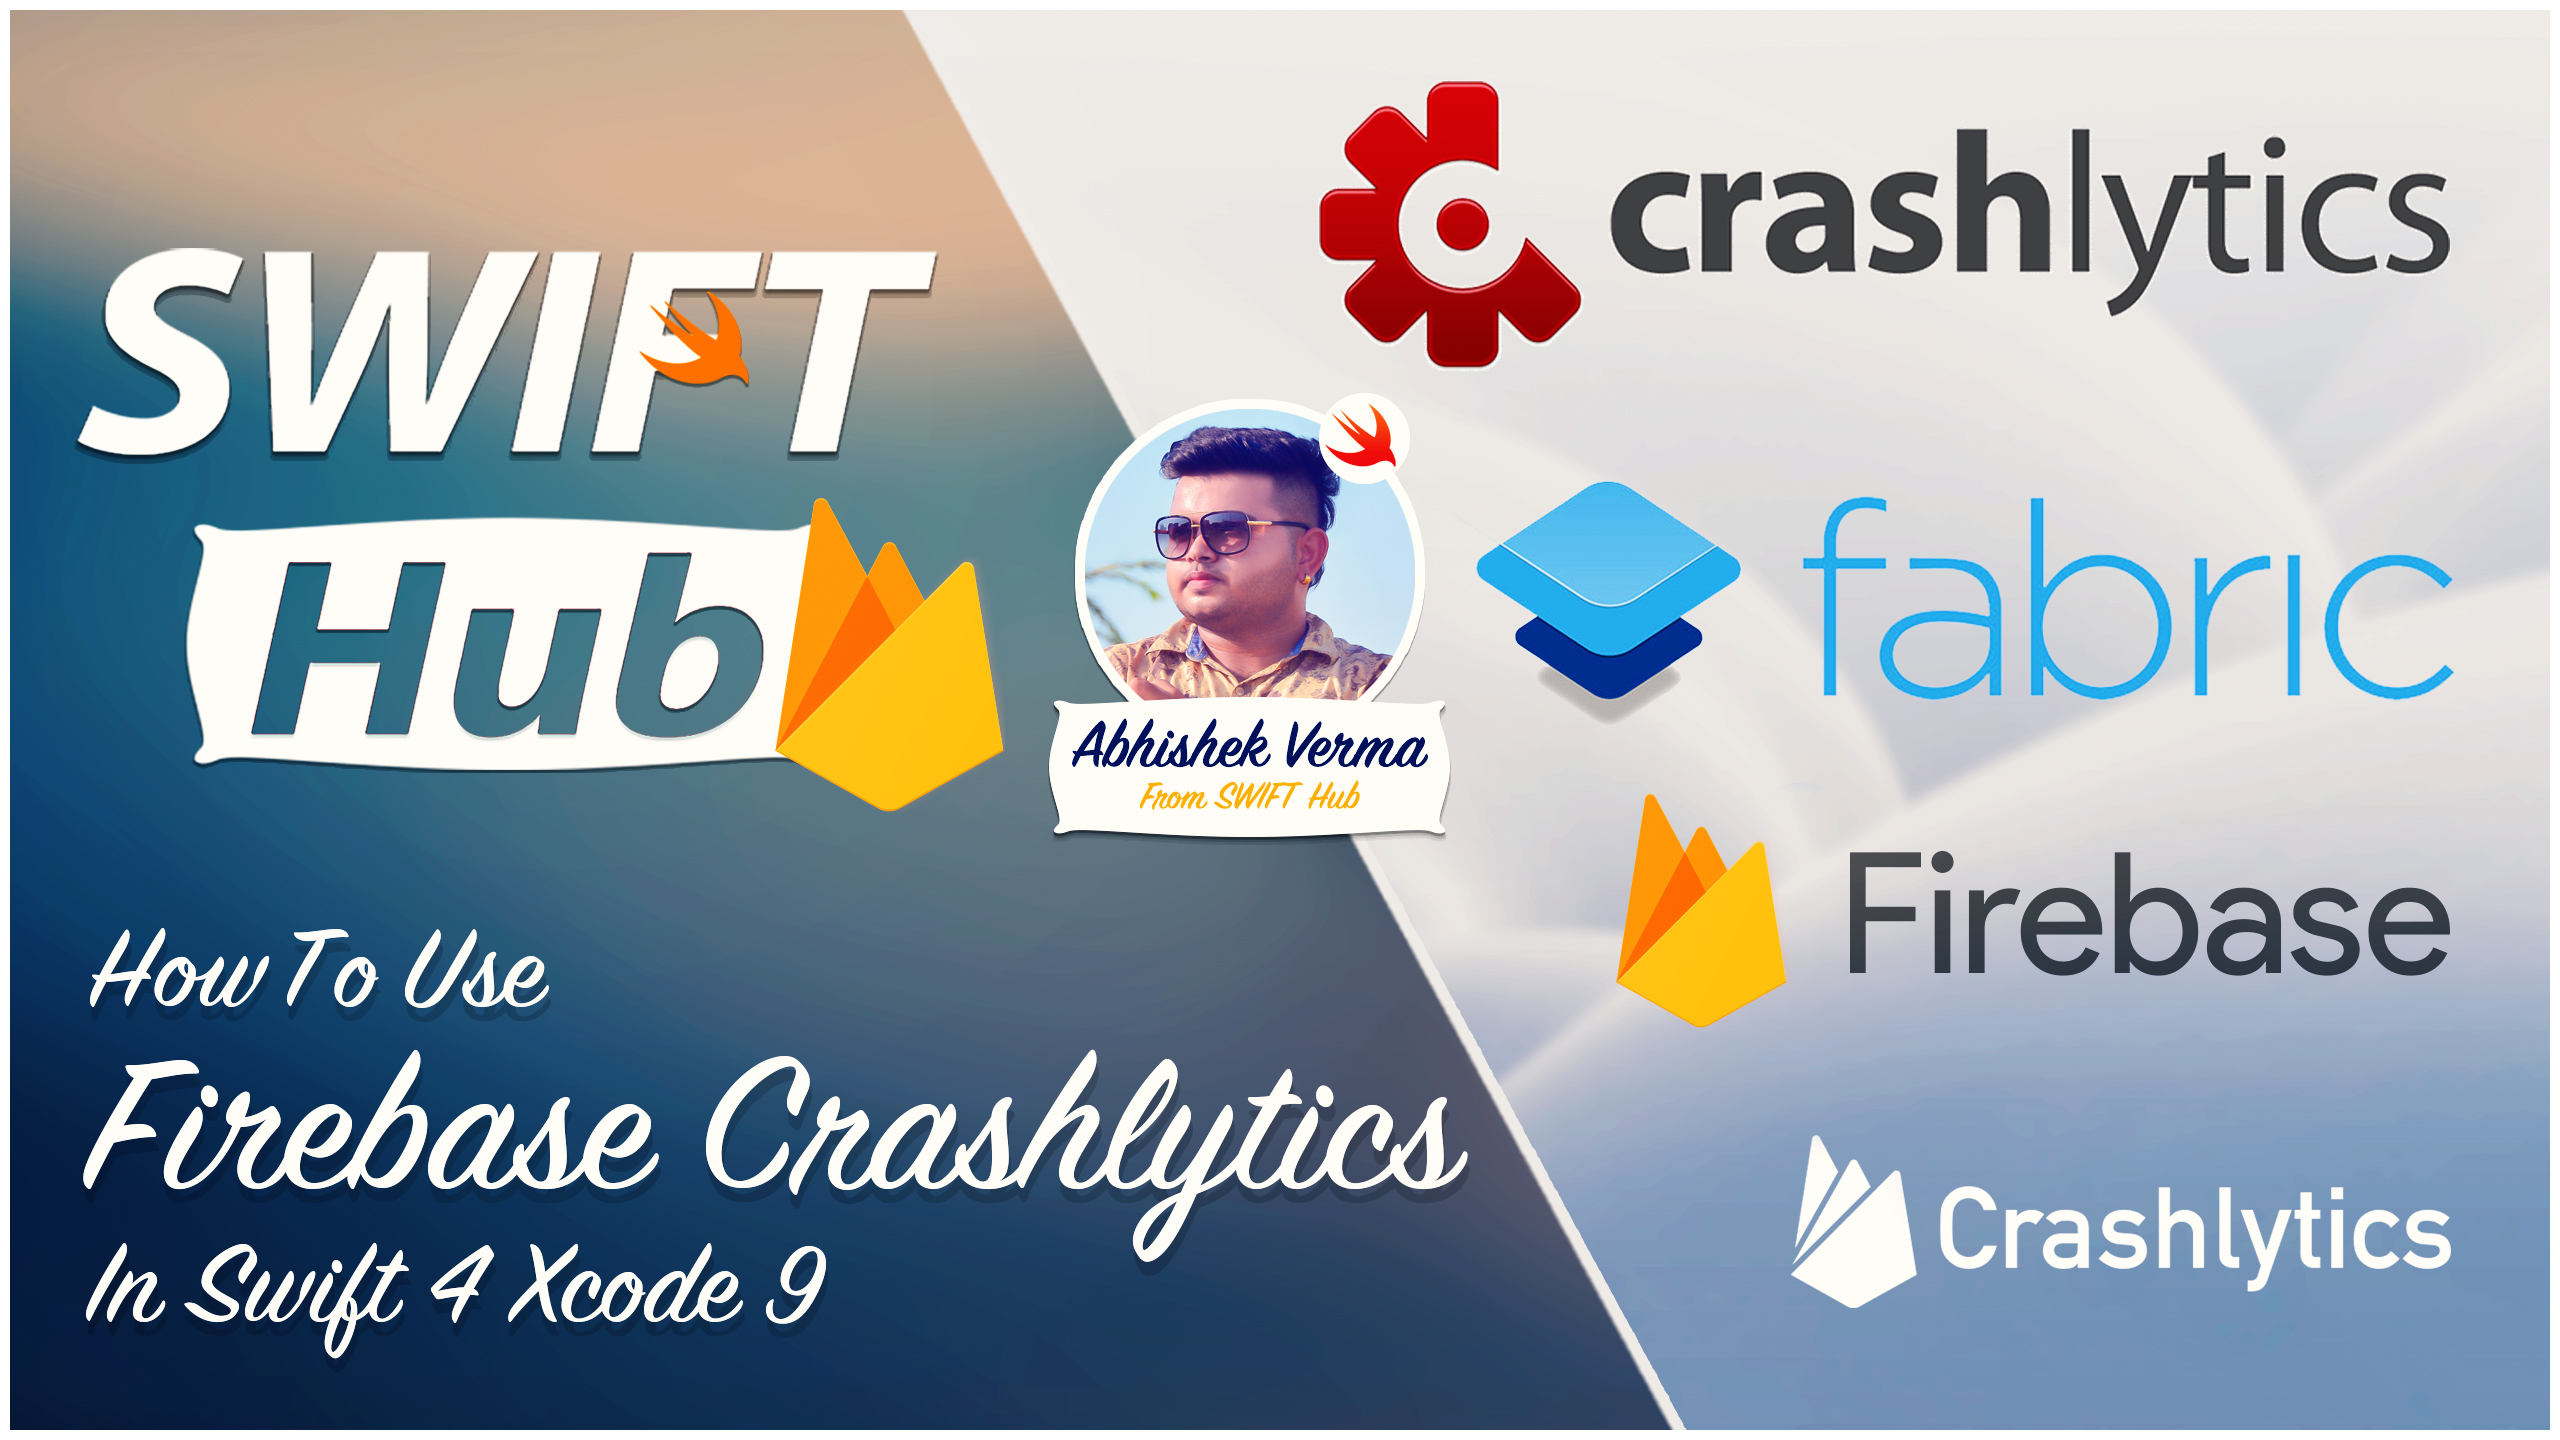 SWIFT
Hub
Abhishek Verma
From SWIFT Hub
How To Use
Firebase Crashlytics
In Swift 4 Xcode 9
crashlytics
fabric
Firebase
Crashlytics